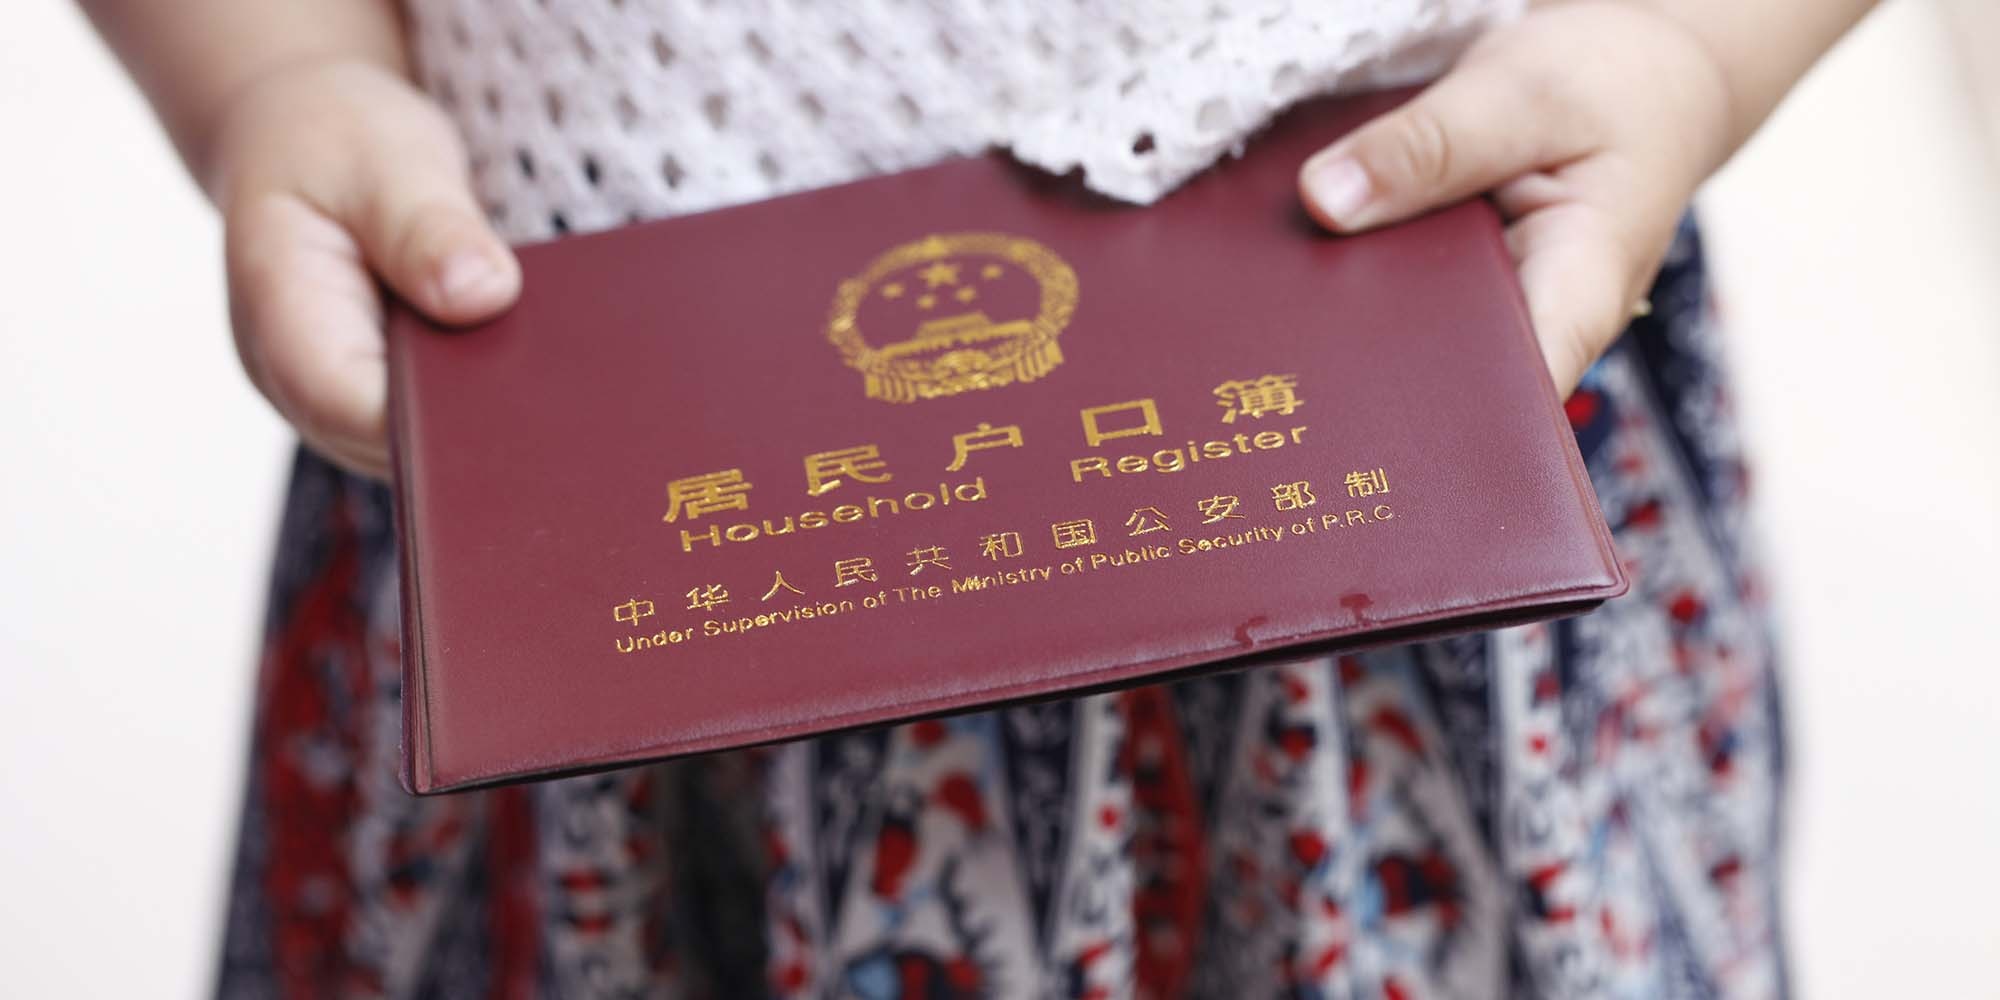 居民户口簿
Household Register
中华人民共和国公安部制
Under Supervision of The Ministry of Public Security of P.R.C.